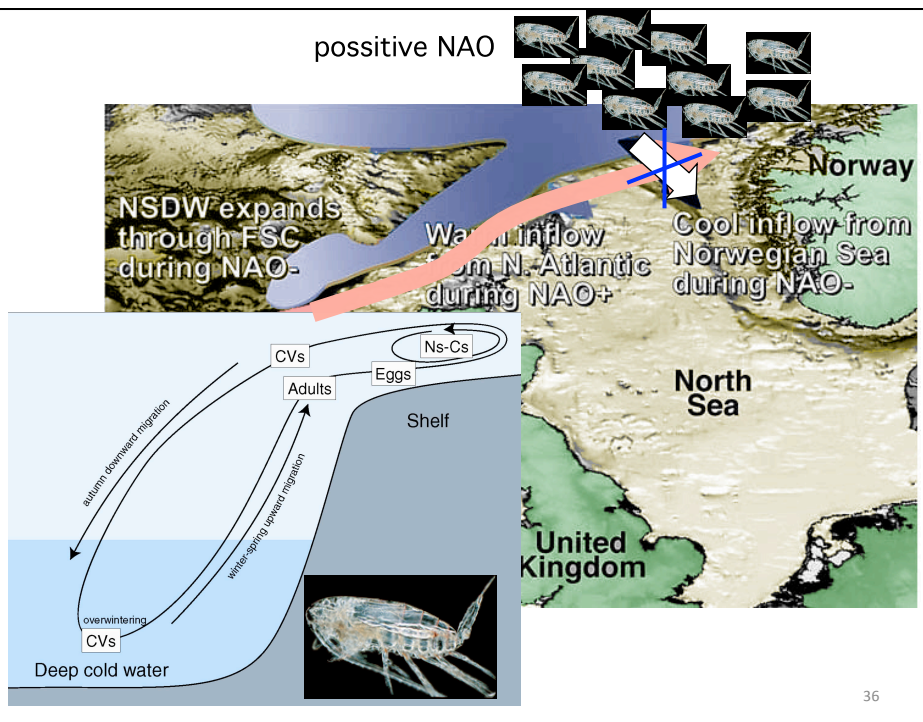 possitive NAO
Norway
NSDW expands
through FSC
during NAO-
Warm inflow
from N. Atlantic
during NAO+
Cool inflow from
Norwegian Sea
during NAO-
North
Sea
United
Kingdom
CVs
Ns-Cs
Eggs
Adults
Shelf
autumn downward migration
winter-spring upward migration
overwintering
CVs
Deep cold water
36